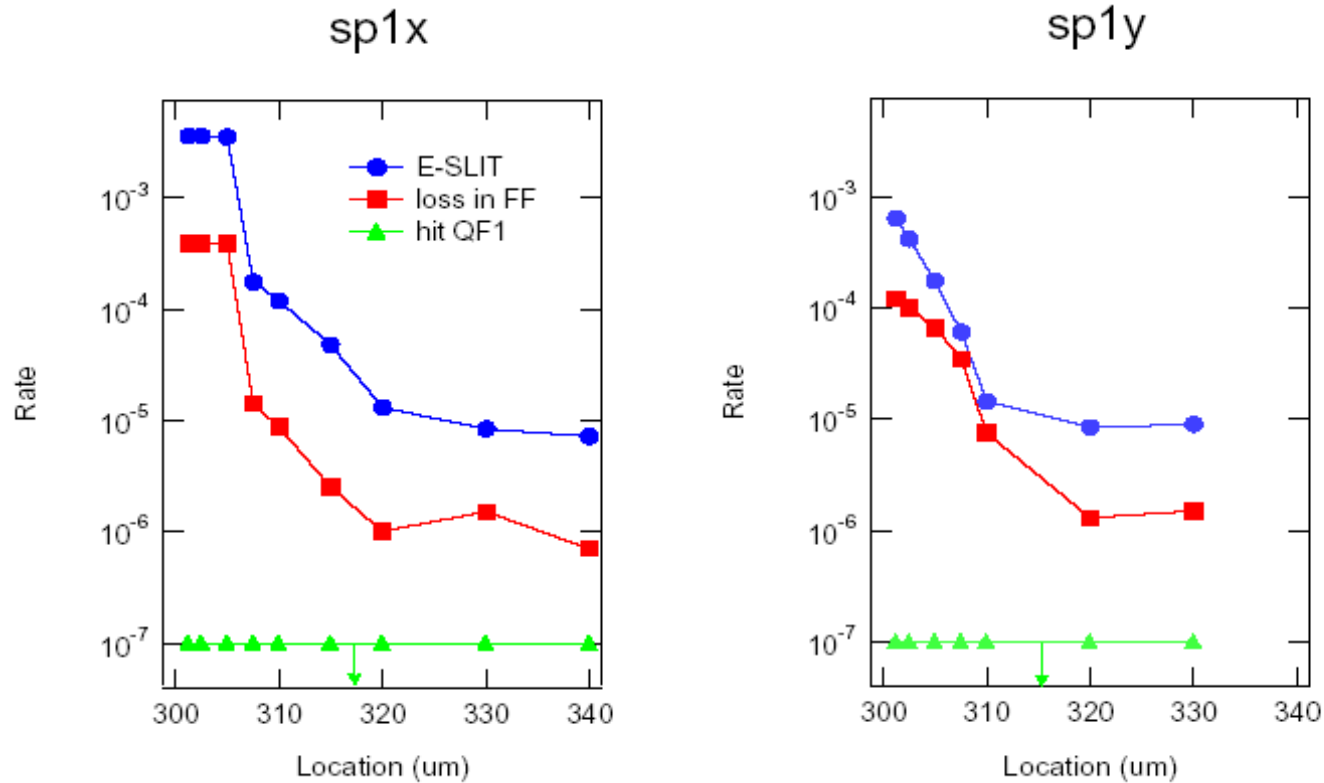 sp1x
10^-3
10^-4
10^-5
10^-6
10^-7
Rate
E-SLIT
loss in FF
hit QF1
300 310 320 330 340
Location (um)
sp1y
10^-3
10^-4
10^-5
10^-6
10^-7
Rate
300 310 320 330 340
Location (um)